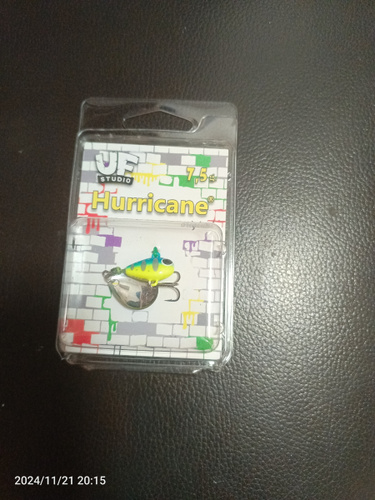 UF
STUDIO
7,5g
Hurricane®
2024/11/21 20:15